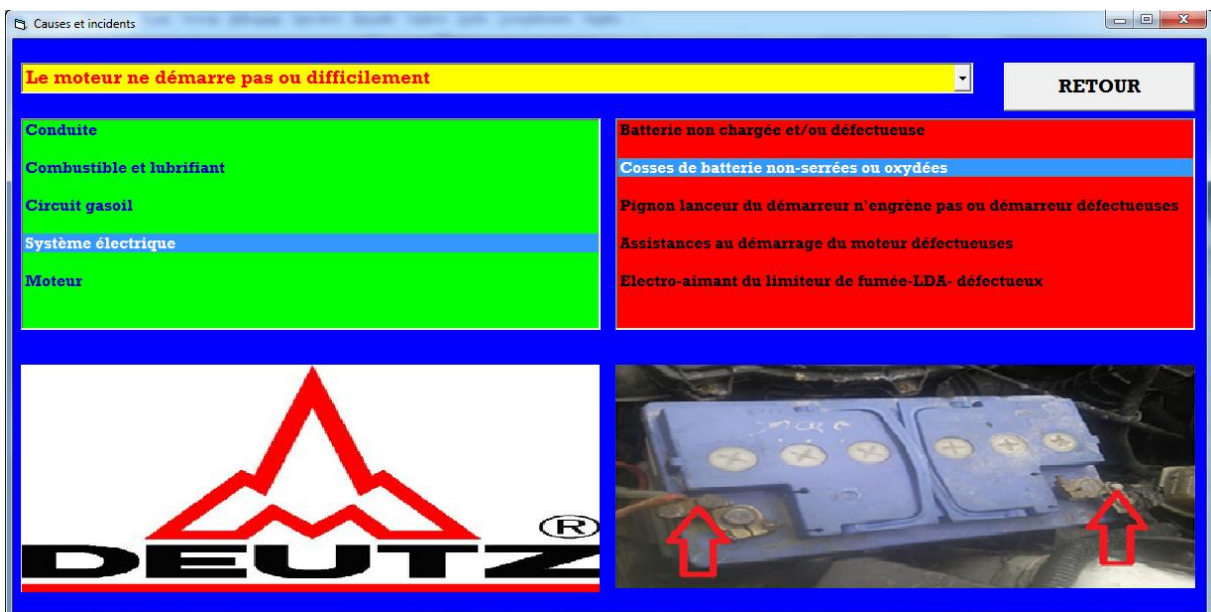 Causes et incidents
Le moteur ne démarre pas ou difficilement
RETOUR
Conduite
Combustible et lubrifiant
Circuit gasoil
Système électrique
Moteur
Batterie non chargée et/ou défectueuse
Cosses de batterie non-serrées ou oxydées
Pignon lanceur du démarreur n'engrène pas ou démarreur défectueuses
Assistances au démarrage du moteur défectueuses
Electro-aimant du limiteur de fumée-LDA- défectueux
DEUTZ ®